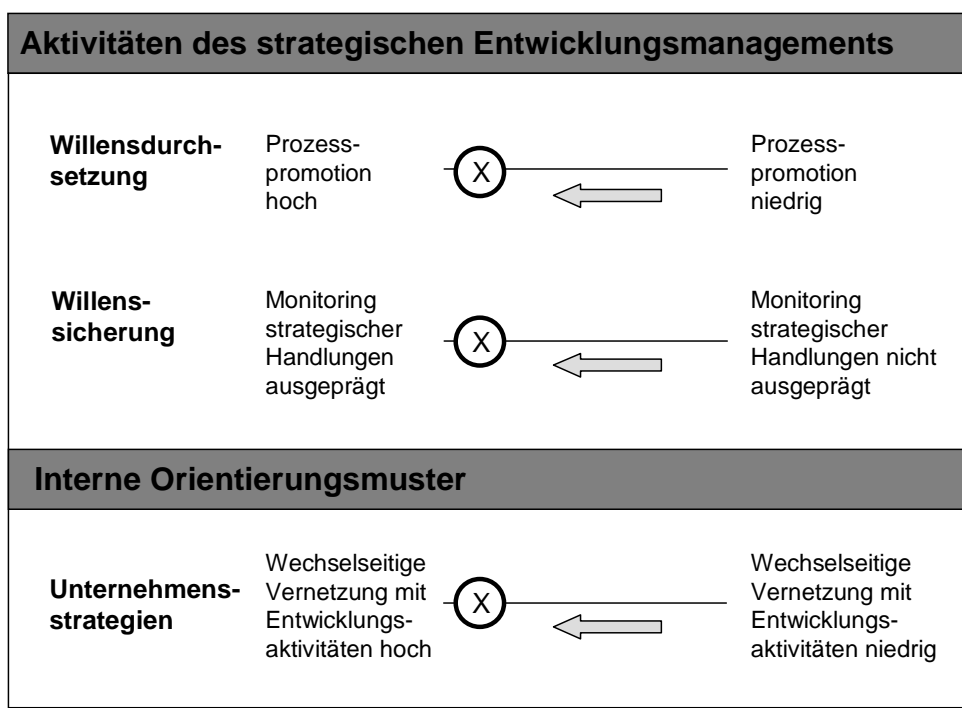 Aktivitäten des strategischen Entwicklungsmanagements
Willensdurch-
setzung
Prozess-
promotion
hoch
X
Prozess-
promotion
niedrig
Willens-
sicherung
Monitoring
strategischer
Handlungen
ausgeprägt
X
Monitoring
strategischer
Handlungen nicht
ausgeprägt
Interne Orientierungsmuster
Unternehmens-
strategien
Wechselseitige
Vernetzung mit
Entwicklungs-
aktivitäten hoch
X
Wechselseitige
Vernetzung mit
Entwicklungs-
aktivitäten niedrig